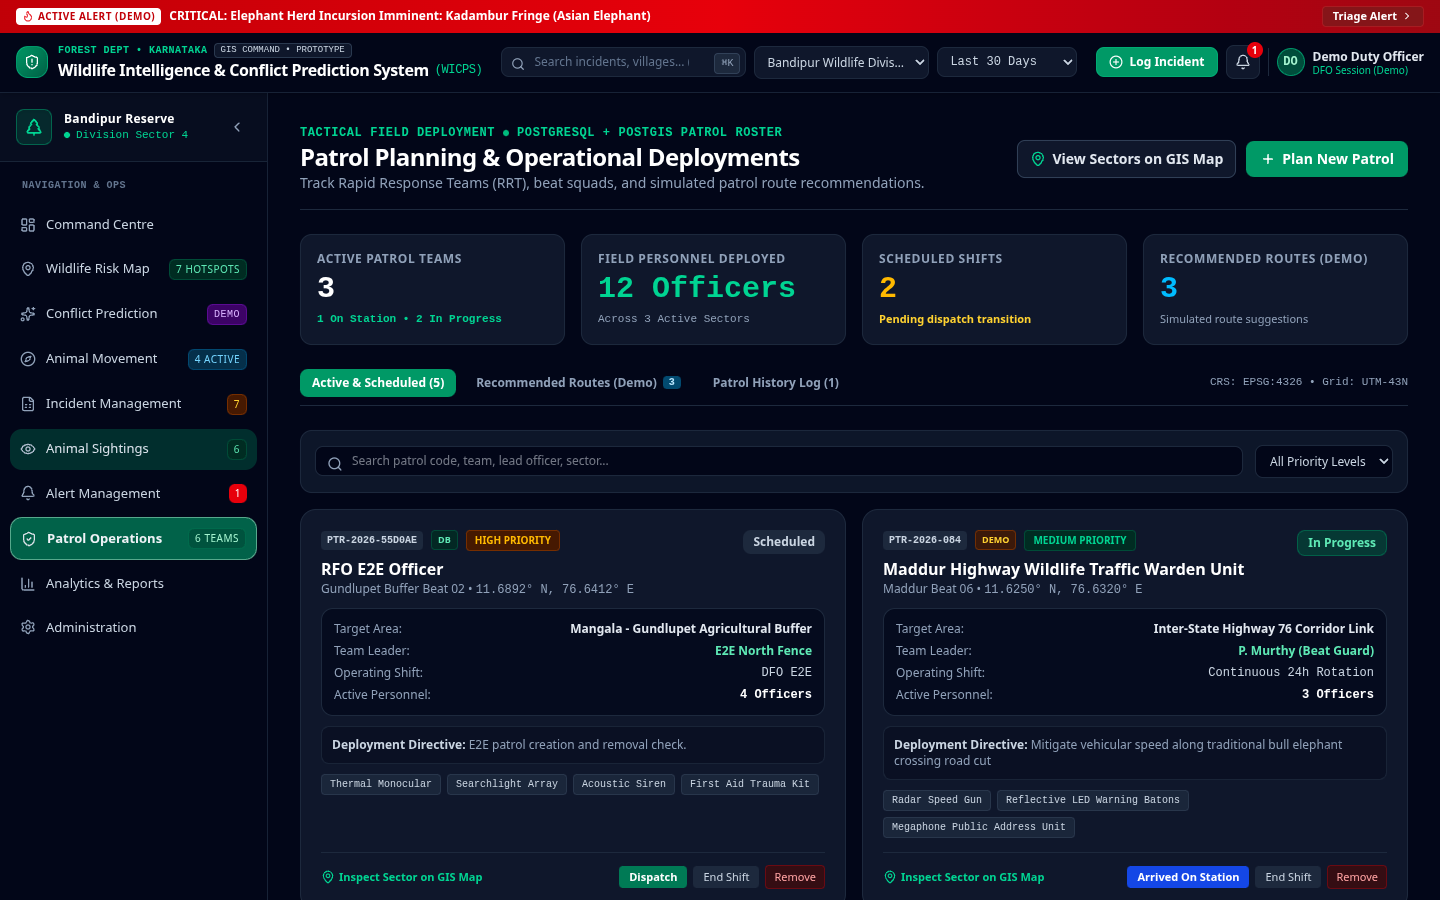 ACTIVE ALERT (DEMO) CRITICAL: Elephant Herd Incursion Imminent: Kadambur Fringe (Asian Elephant) Triage Alert
FOREST DEPT • KARNATAKA GIS COMMAND • PROTOTYPE
Wildlife Intelligence & Conflict Prediction System (WICPS)
Search incidents, villages... ⌘K
Bandipur Wildlife Divis...
Last 30 Days
Log Incident
1
DO
Demo Duty Officer
DFO Session (Demo)
Bandipur Reserve
Division Sector 4
NAVIGATION & OPS
Command Centre
Wildlife Risk Map 7 HOTSPOTS
Conflict Prediction DEMO
Animal Movement 4 ACTIVE
Incident Management 7
Animal Sightings 6
Alert Management 1
Patrol Operations 6 TEAMS
Analytics & Reports
Administration
TACTICAL FIELD DEPLOYMENT ● POSTGRESQL + POSTGIS PATROL ROSTER
Patrol Planning & Operational Deployments
Track Rapid Response Teams (RRT), beat squads, and simulated patrol route recommendations.
View Sectors on GIS Map
Plan New Patrol
ACTIVE PATROL TEAMS
3
1 On Station • 2 In Progress
FIELD PERSONNEL DEPLOYED
12 Officers
Across 3 Active Sectors
SCHEDULED SHIFTS
2
Pending dispatch transition
RECOMMENDED ROUTES (DEMO)
3
Simulated route suggestions
Active & Scheduled (5) Recommended Routes (Demo) 3 Patrol History Log (1) CRS: EPSG:4326 • Grid: UTM-43N
Search patrol code, team, lead officer, sector...
All Priority Levels
PTR-2026-55D0AE DB HIGH PRIORITY Scheduled
RFO E2E Officer
Gundlupet Buffer Beat 02 • 11.6892° N, 76.6412° E
Target Area: Mangala - Gundlupet Agricultural Buffer
Team Leader: E2E North Fence
Operating Shift: DFO E2E
Active Personnel: 4 Officers
Deployment Directive: E2E patrol creation and removal check.
Thermal Monocular Searchlight Array Acoustic Siren First Aid Trauma Kit
Inspect Sector on GIS Map Dispatch End Shift Remove
PTR-2026-084 DEMO MEDIUM PRIORITY In Progress
Maddur Highway Wildlife Traffic Warden Unit
Maddur Beat 06 • 11.6250° N, 76.6320° E
Target Area: Inter-State Highway 76 Corridor Link
Team Leader: P. Murthy (Beat Guard)
Operating Shift: Continuous 24h Rotation
Active Personnel: 3 Officers
Deployment Directive: Mitigate vehicular speed along traditional bull elephant
crossing road cut
Radar Speed Gun Reflective LED Warning Batons
Megaphone Public Address Unit
Inspect Sector on GIS Map Arrived On Station End Shift Remove